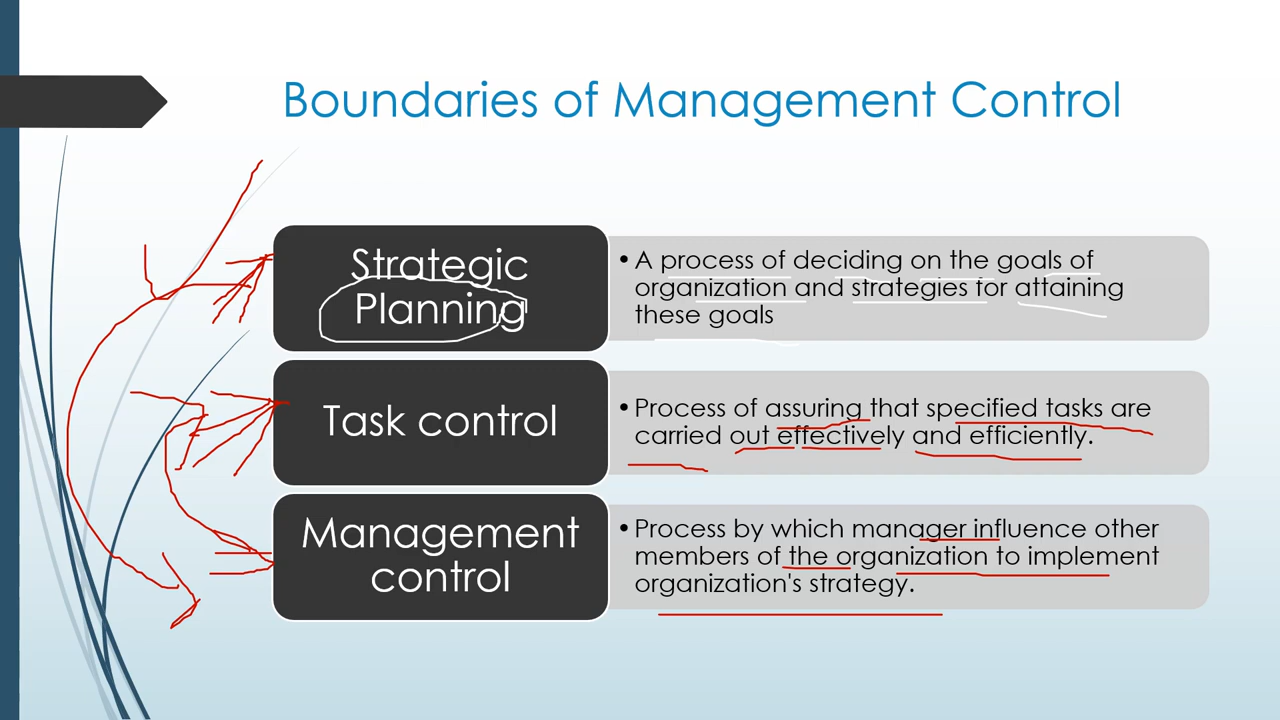 Boundaries of Management Control
Strategic
Planning
• A process of deciding on the goals of
organization and strategies for attaining
these goals
Task control
• Process of assuring that specified tasks are
carried out effectively and efficiently.
Management
control
• Process by which manager influence other
members of the organization to implement
organization's strategy.